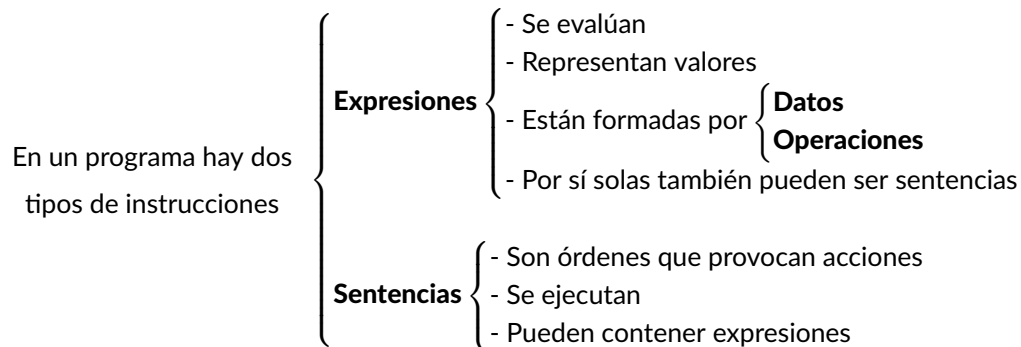 En un programa hay dos
tipos de instrucciones
Expresiones
- Se evalúan
- Representan valores
- Están formadas por
Datos
Operaciones
- Por sí solas también pueden ser sentencias
Sentencias
- Son órdenes que provocan acciones
- Se ejecutan
- Pueden contener expresiones